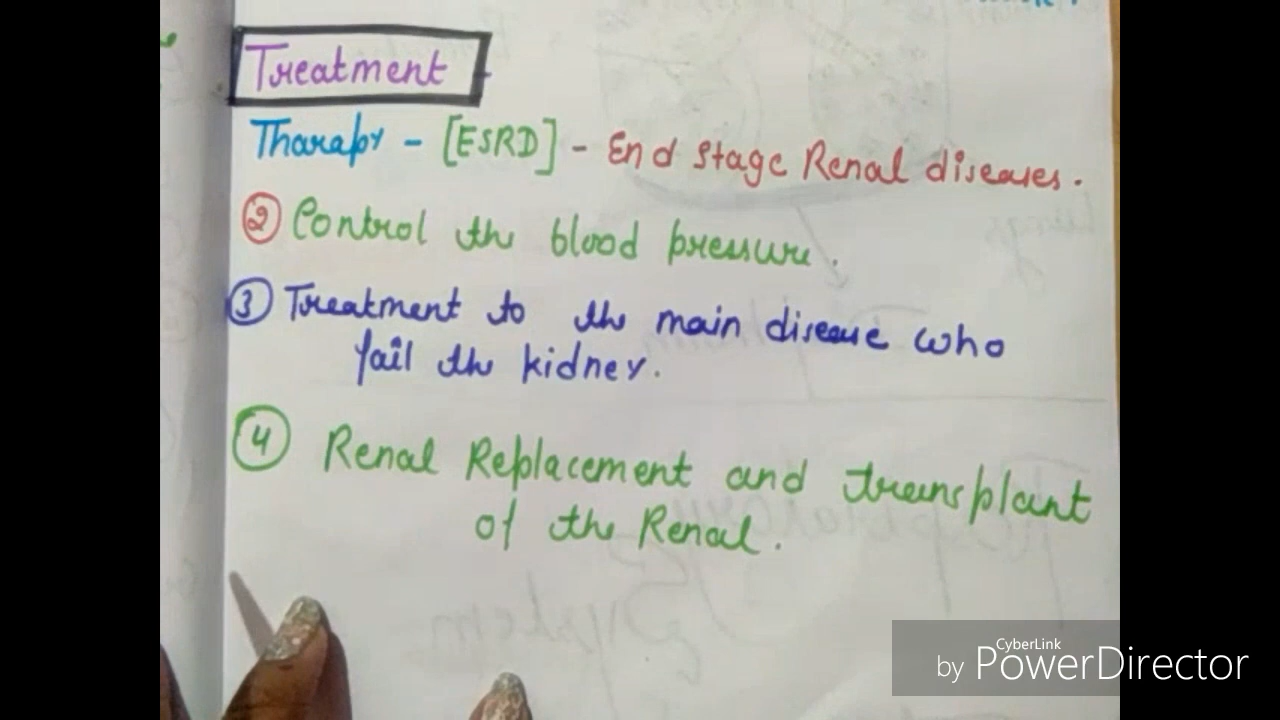 Treatment -
Tharapy - [ESRD] - End Stage Renal diseases.
② Control the blood pressure.
③ Treatment to the main disease who
fail the kidney.
④ Renal Replacement and transplant
of the Renal.
CyberLink
by PowerDirector